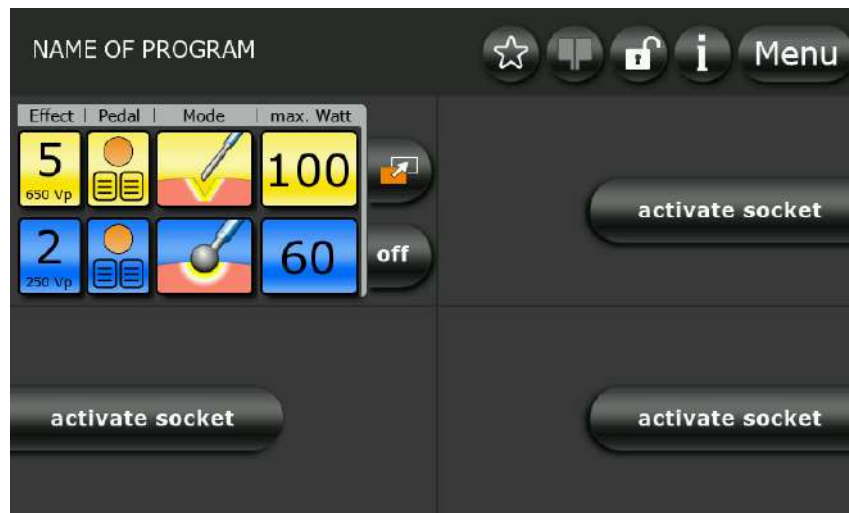 NAME OF PROGRAM
i Menu
Effect | Pedal | Mode | max. Watt
5 100
650 Vp
activate socket
2 60 off
250 Vp
activate socket activate socket